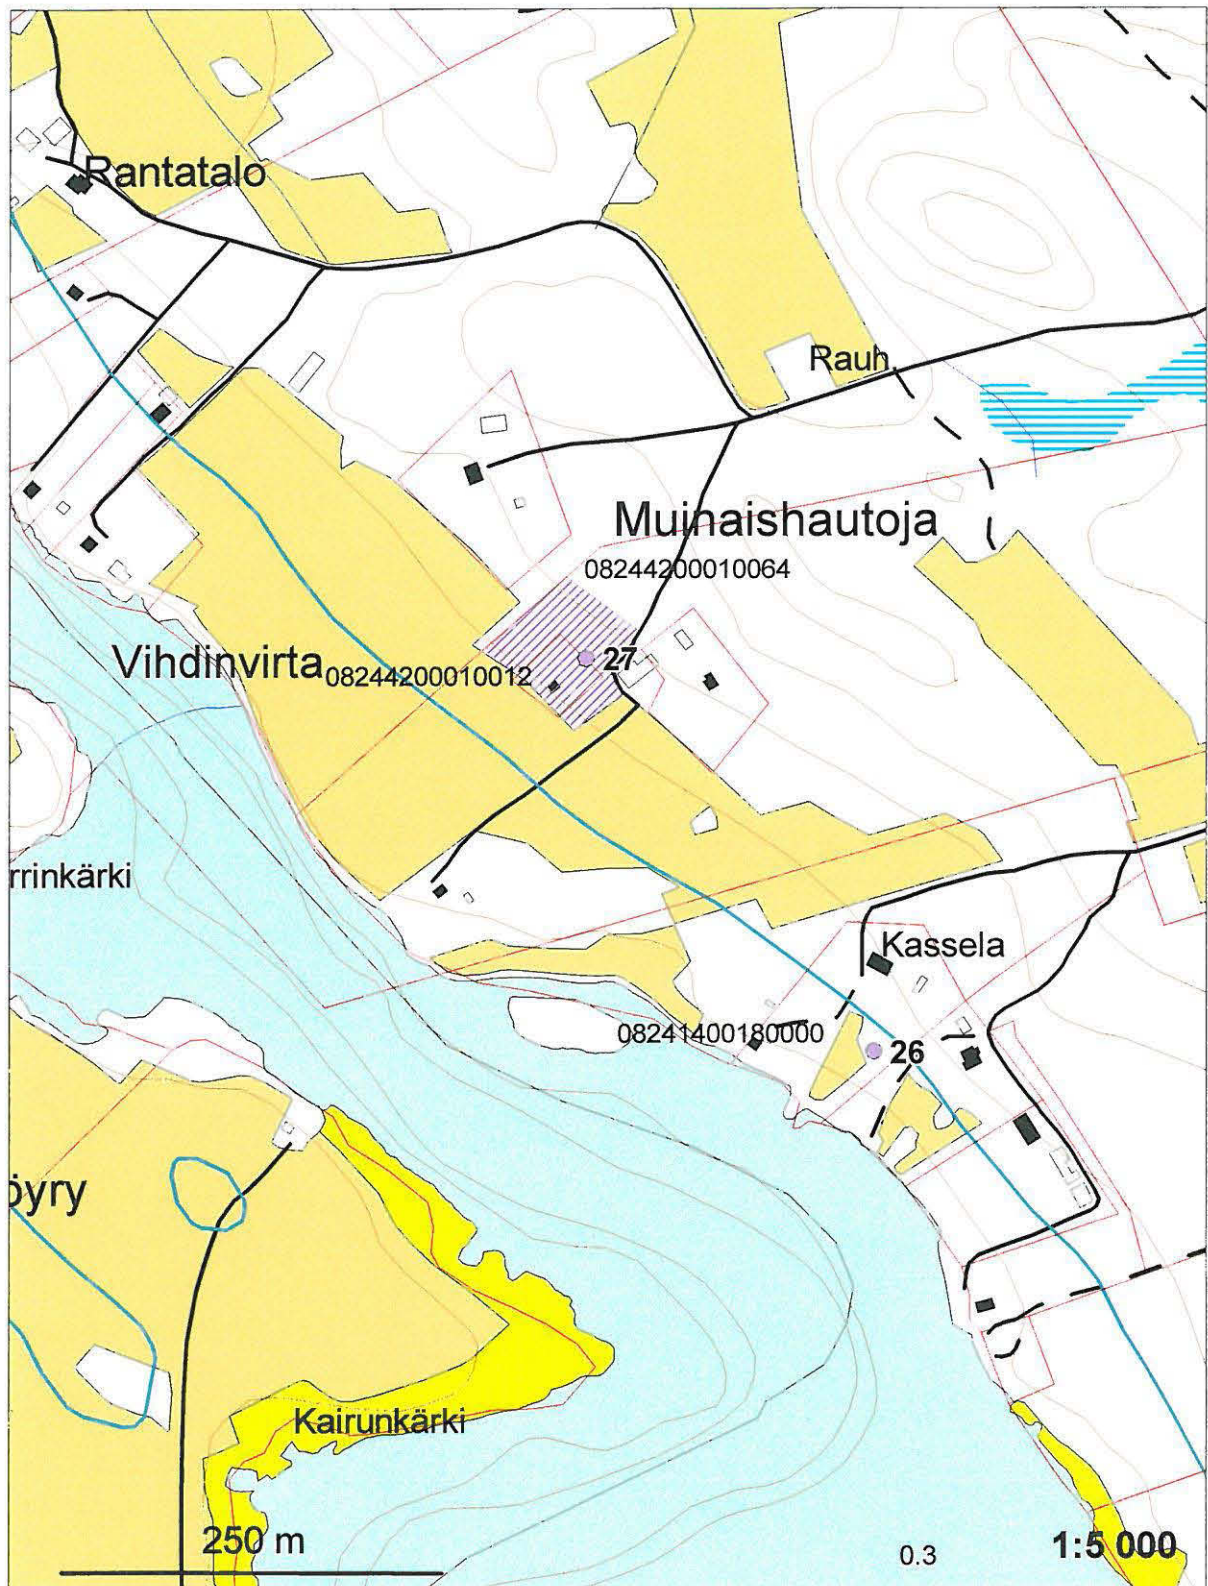 Rantatalo
Rauh
Muinaishautoja
08244200010064
Vihdinvirta
08244200010012
27
rrinkärki
Kassela
08241400180000
26
öyry
Kairunkärki
250 m
0.3
1:5 000